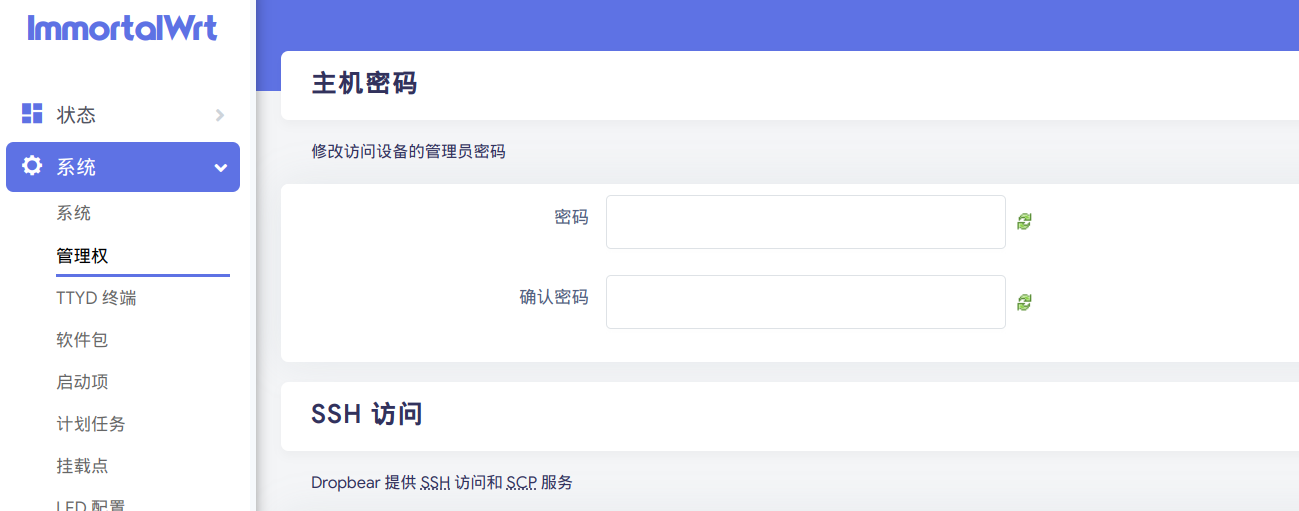 ImmortalWrt
状态
系统
系统
管理权
TTYD 终端
软件包
启动项
计划任务
挂载点
LED 配置
主机密码
修改访问设备的管理员密码
密码
确认密码
SSH 访问
Dropbear 提供 SSH 访问和 SCP 服务